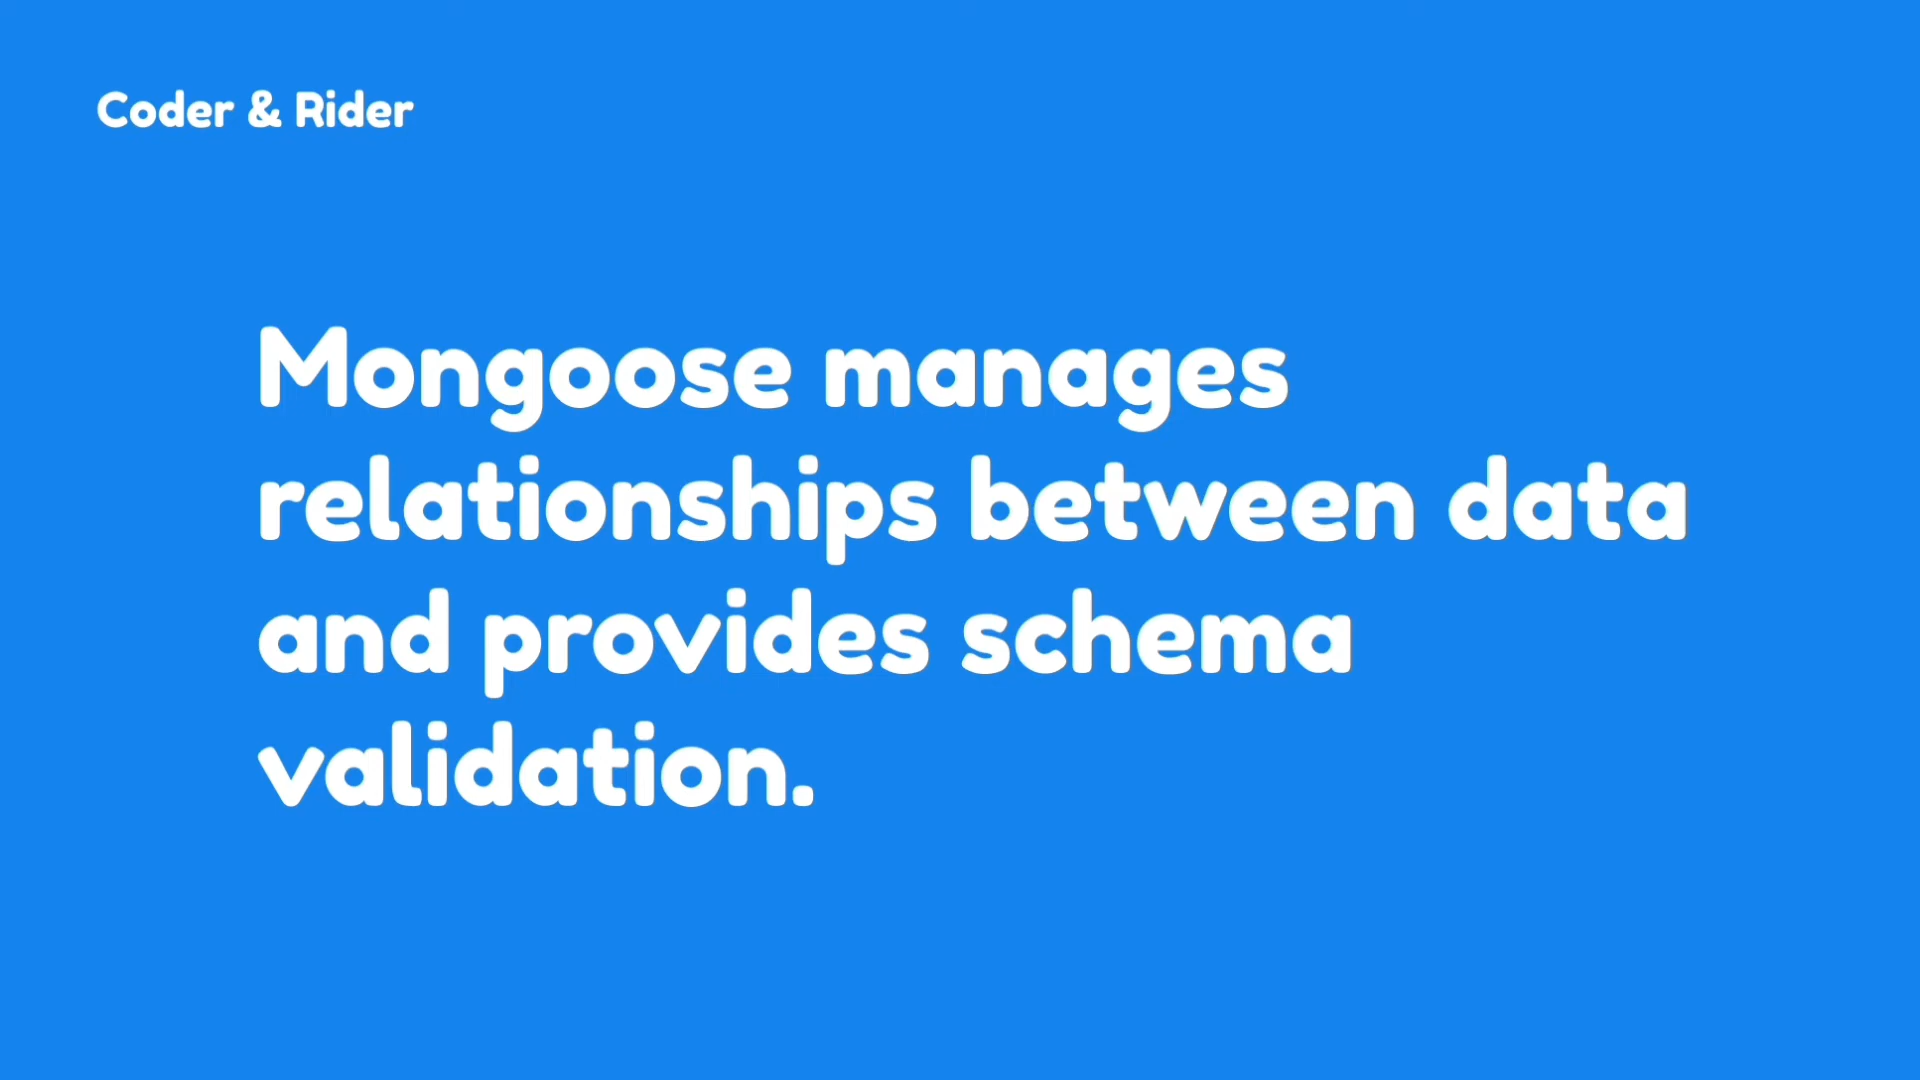 Coder & Rider
Mongoose manages
relationships between data
and provides schema
validation.